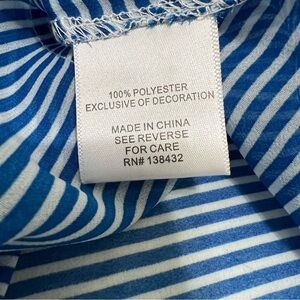 100% POLYESTER
EXCLUSIVE OF DECORATION
MADE IN CHINA
SEE REVERSE
FOR CARE
RN# 138432